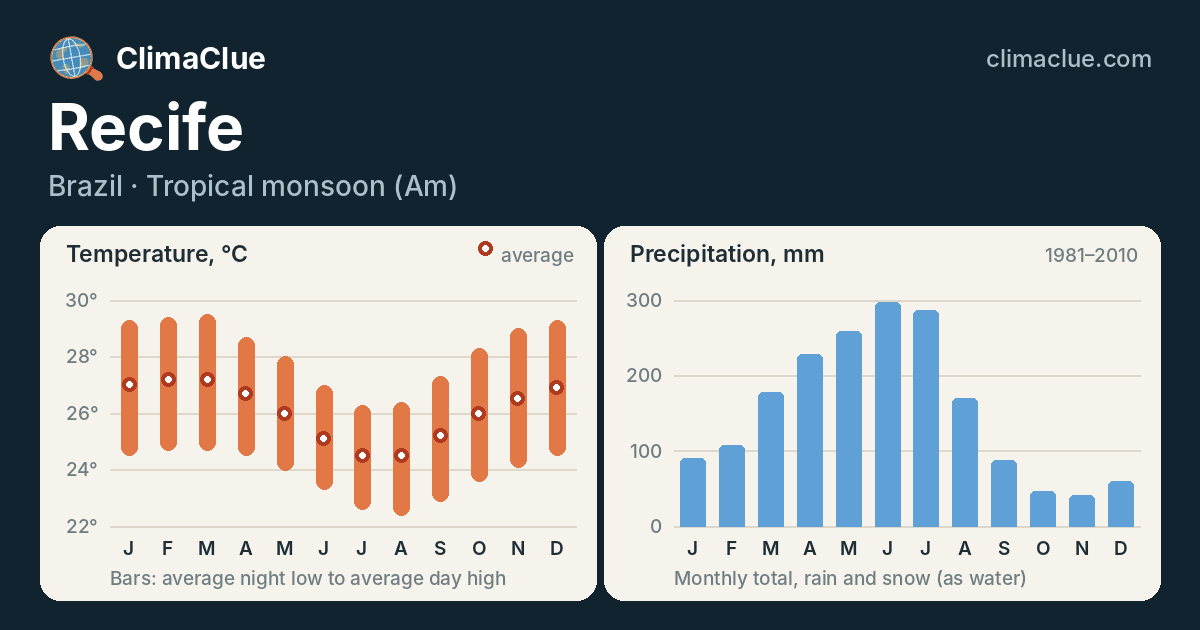 ClimaClue
climaclue.com
Recife
Brazil · Tropical monsoon (Am)
Temperature, °C
average
30°
28°
26°
24°
22°
J F M A M J J A S O N D
Bars: average night low to average day high
Precipitation, mm
1981–2010
300
200
100
0
J F M A M J J A S O N D
Monthly total, rain and snow (as water)